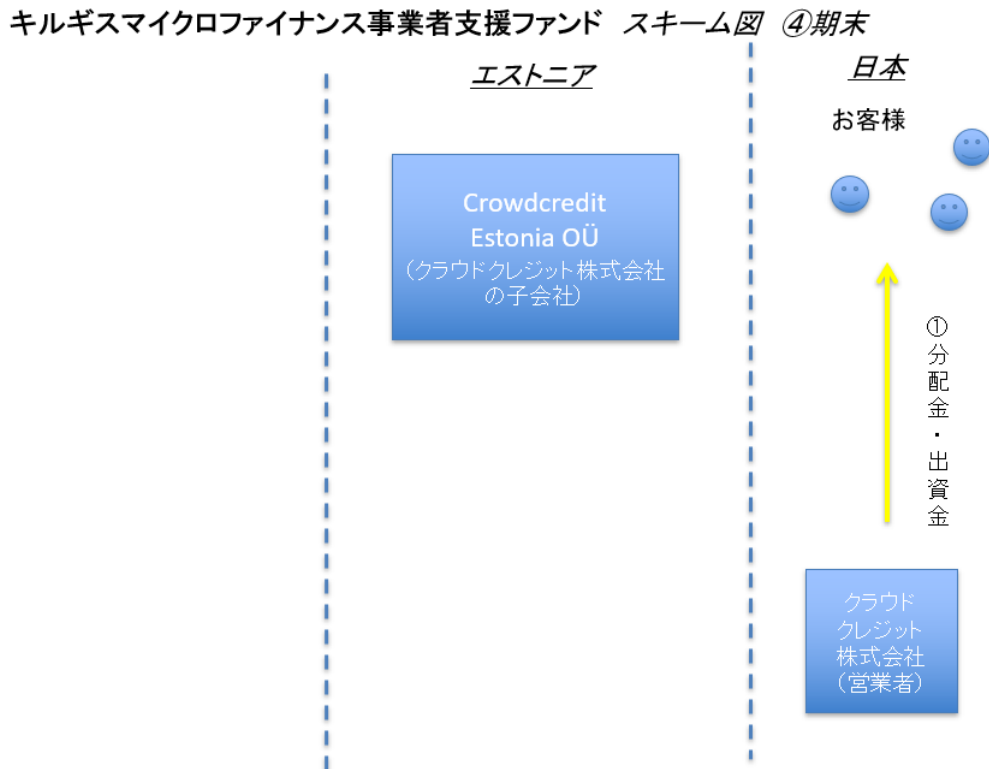 キルギスマイクロファイナンス事業者支援ファンド スキーム図 ④期末
エストニア
日本
お客様
Crowdcredit
Estonia OÜ
（クラウドクレジット株式会社
の子会社）
①分配金・出資金
クラウド
クレジット
株式会社
（営業者）